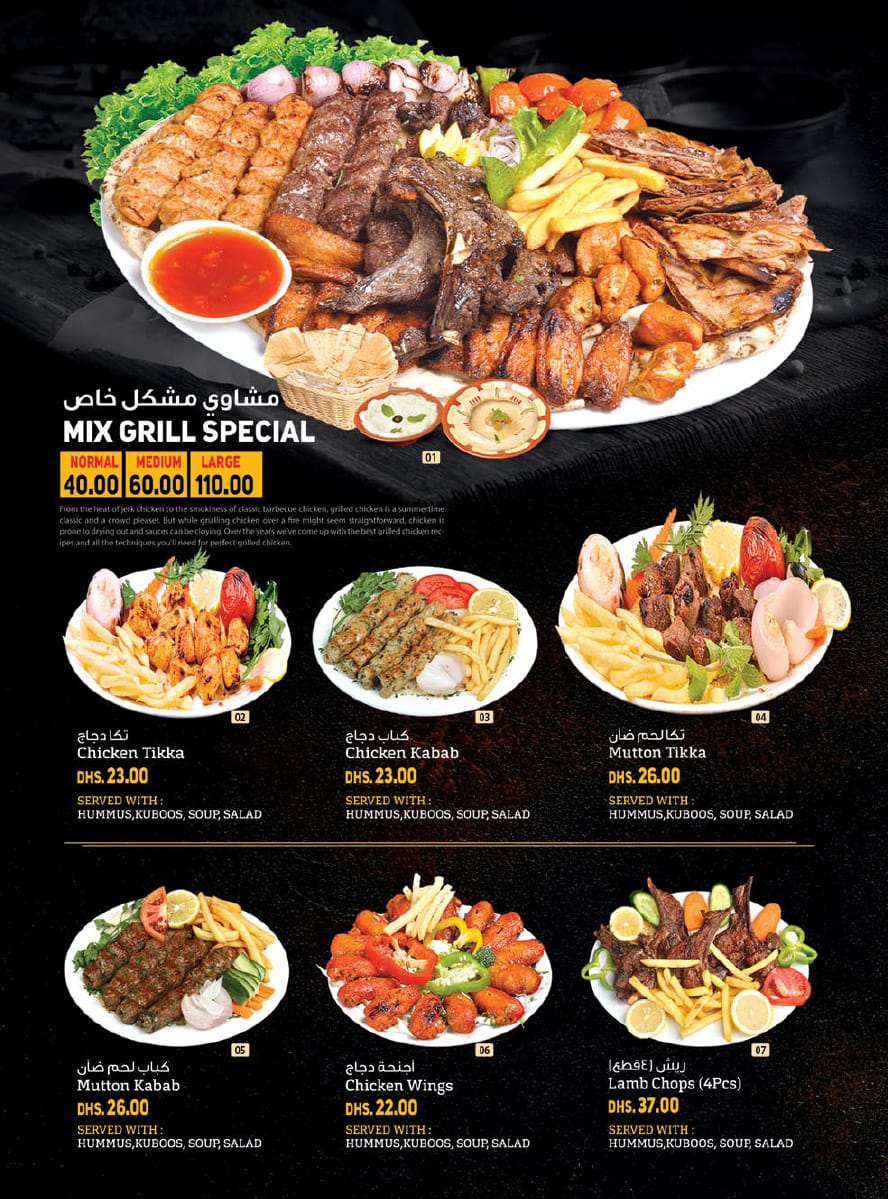 مشاوي مشكل خاص
MIX GRILL SPECIAL
NORMAL MEDIUM LARGE
40.00 60.00 110.00
01
From the heat of jerk chicken to the smokiness of classic barbecue chicken, grilled chicken is a summertime
classic and a crowd pleaser. But while grialling chicken over a fire might seem straightforward, chicken is
prone to drying out and sauces can be cloying. Over the years we've come up with the best grilled chicken rec-
ipes and all the techniques you'll need for perfect grilled chicken.
02
تكا دجاج
Chicken Tikka
DHS. 23.00
SERVED WITH :
HUMMUS,KUBOOS, SOUP, SALAD
03
كباب دجاج
Chicken Kabab
DHS. 23.00
SERVED WITH :
HUMMUS,KUBOOS, SOUP, SALAD
04
تكالحم ضأن
Mutton Tikka
DHS. 26.00
SERVED WITH :
HUMMUS,KUBOOS, SOUP, SALAD
05
كباب لحم ضأن
Mutton Kabab
DHS. 26.00
SERVED WITH :
HUMMUS,KUBOOS, SOUP, SALAD
06
أجنحة دجاج
Chicken Wings
DHS. 22.00
SERVED WITH :
HUMMUS,KUBOOS, SOUP, SALAD
07
ريش (٤قطع)
Lamb Chops (4Pcs)
DHS. 37.00
SERVED WITH :
HUMMUS,KUBOOS, SOUP, SALAD